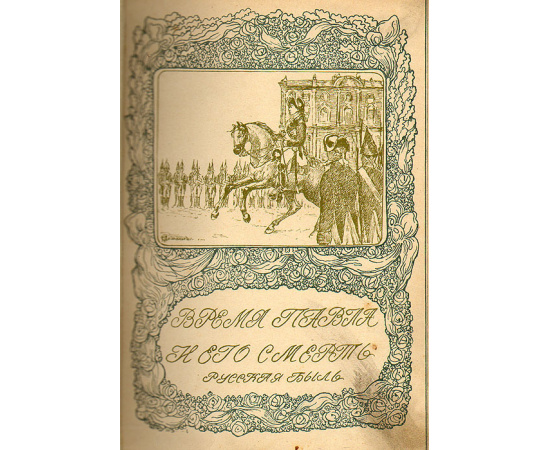 ВРЕМЯ ПАВЛА
И ЕГО СМЕРТЬ
РУССКАЯ БЫЛЬ